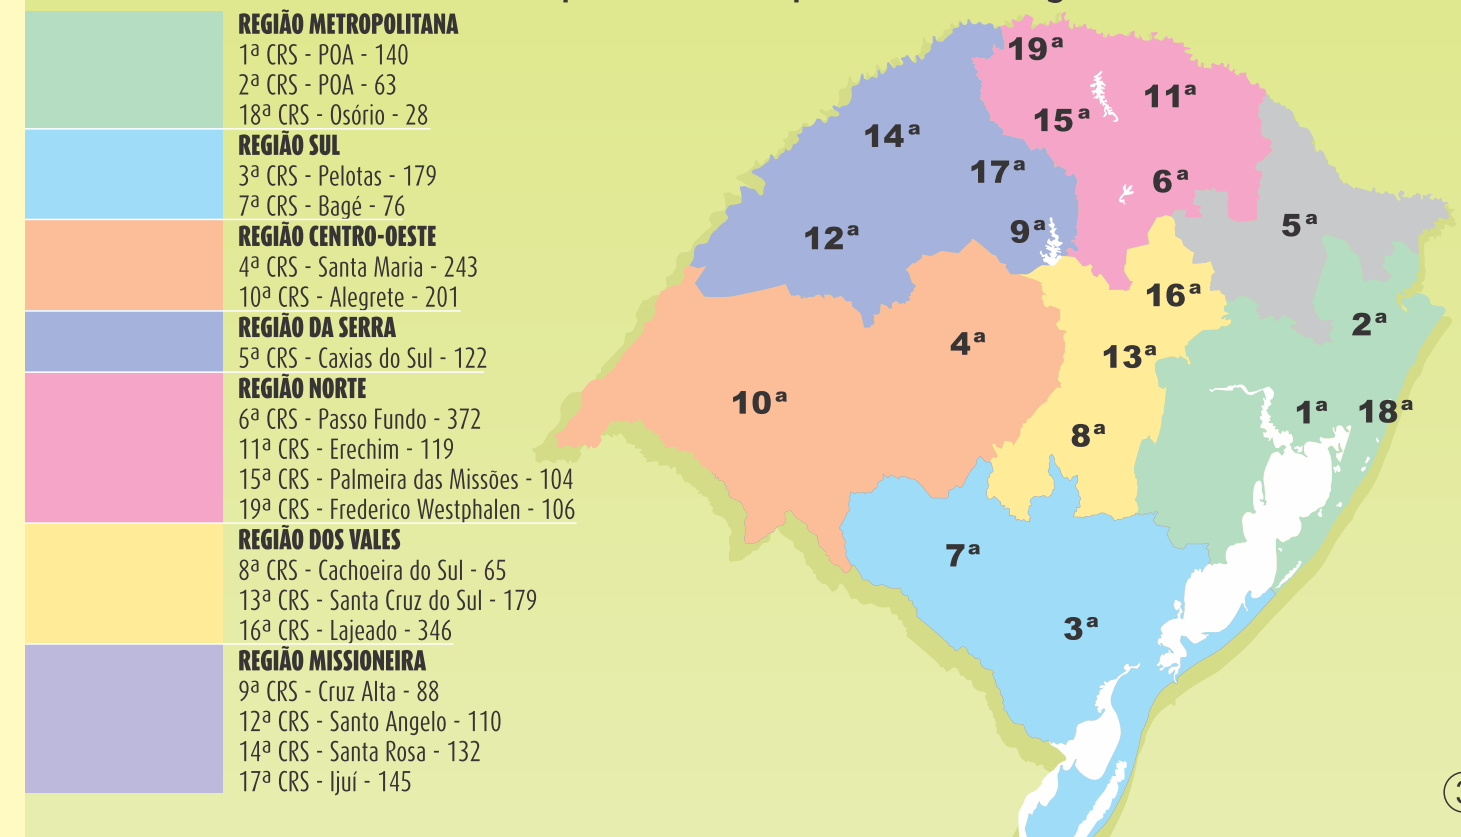 REGIÃO METROPOLITANA
1ª CRS - POA - 140
2ª CRS - POA - 63
18ª CRS - Osório - 28
REGIÃO SUL
3ª CRS - Pelotas - 179
7ª CRS - Bagé - 76
REGIÃO CENTRO-OESTE
4ª CRS - Santa Maria - 243
10ª CRS - Alegrete - 201
REGIÃO DA SERRA
5ª CRS - Caxias do Sul - 122
REGIÃO NORTE
6ª CRS - Passo Fundo - 372
11ª CRS - Erechim - 119
15ª CRS - Palmeira das Missões - 104
19ª CRS - Frederico Westphalen - 106
REGIÃO DOS VALES
8ª CRS - Cachoeira do Sul - 65
13ª CRS - Santa Cruz do Sul - 179
16ª CRS - Lajeado - 346
REGIÃO MISSIONEIRA
9ª CRS - Cruz Alta - 88
12ª CRS - Santo Angelo - 110
14ª CRS - Santa Rosa - 132
17ª CRS - Ijuí - 145
19ª
11ª
15ª
14ª
17ª
6ª
5ª
9ª
12ª
16ª
2ª
4ª
13ª
10ª
1ª
18ª
8ª
7ª
3ª